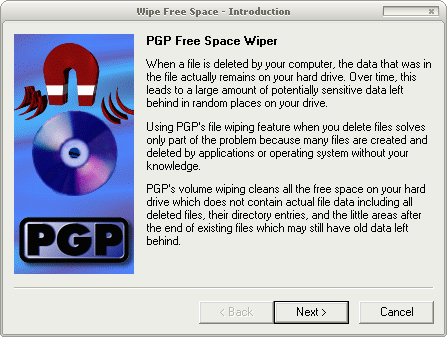 Wipe Free Space - Introduction
PGP Free Space Wiper
When a file is deleted by your computer, the data that was in
the file actually remains on your hard drive. Over time, this
leads to a large amount of potentially sensitive data left
behind in random places on your drive.
Using PGP's file wiping feature when you delete files solves
only part of the problem because many files are created and
deleted by applications or operating system without your
knowledge.
PGP's volume wiping cleans all the free space on your hard
drive which does not contain actual file data including all
deleted files, their directory entries, and the little areas after
the end of existing files which may still have old data left
behind.
PGP
< Back
Next >
Cancel